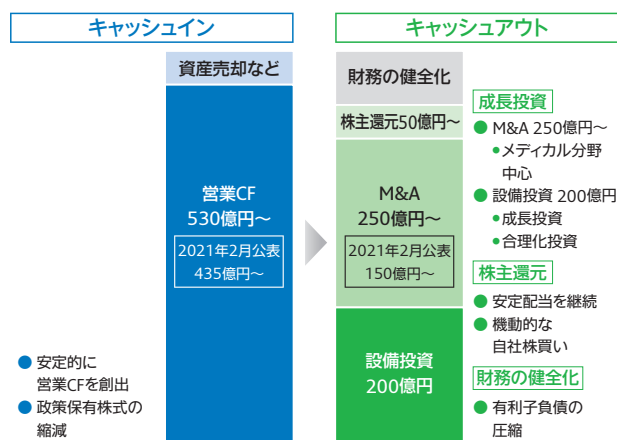 キャッシュイン
資産売却など
営業CF
530億円～
2021年2月公表
435億円～
● 安定的に
営業CFを創出
● 政策保有株式の
縮減
キャッシュアウト
財務の健全化
株主還元50億円～
M&A
250億円～
2021年2月公表
150億円～
設備投資
200億円
成長投資
● M&A 250億円～
•メディカル分野
中心
● 設備投資 200億円
•成長投資
•合理化投資
株主還元
● 安定配当を継続
● 機動的な
自社株買い
財務の健全化
● 有利子負債の
圧縮